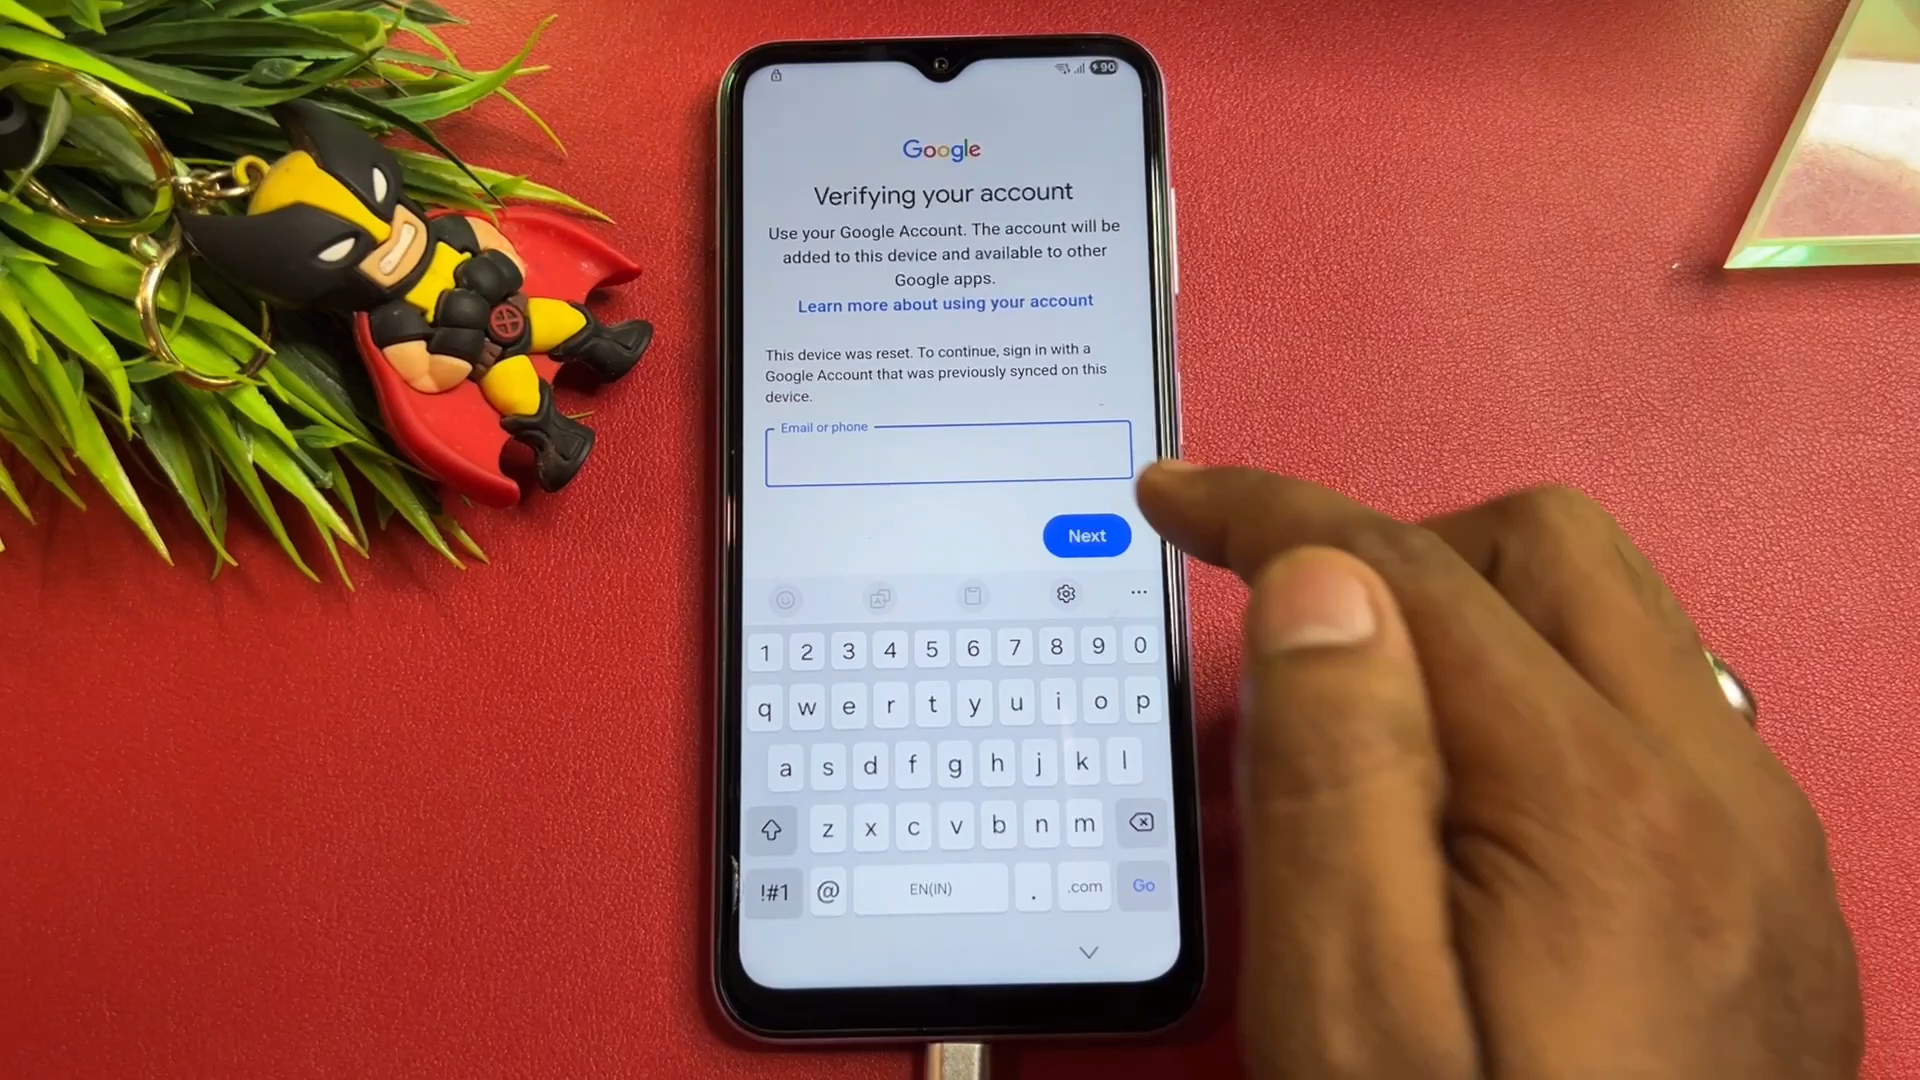 90
Google
Verifying your account
Use your Google Account. The account will be
added to this device and available to other
Google apps.
Learn more about using your account
This device was reset. To continue, sign in with a
Google Account that was previously synced on this
device.
Email or phone
Next
1 2 3 4 5 6 7 8 9 0
q w e r t y u i o p
a s d f g h j k l
z x c v b n m
!#1 @ EN(IN) . .com Go